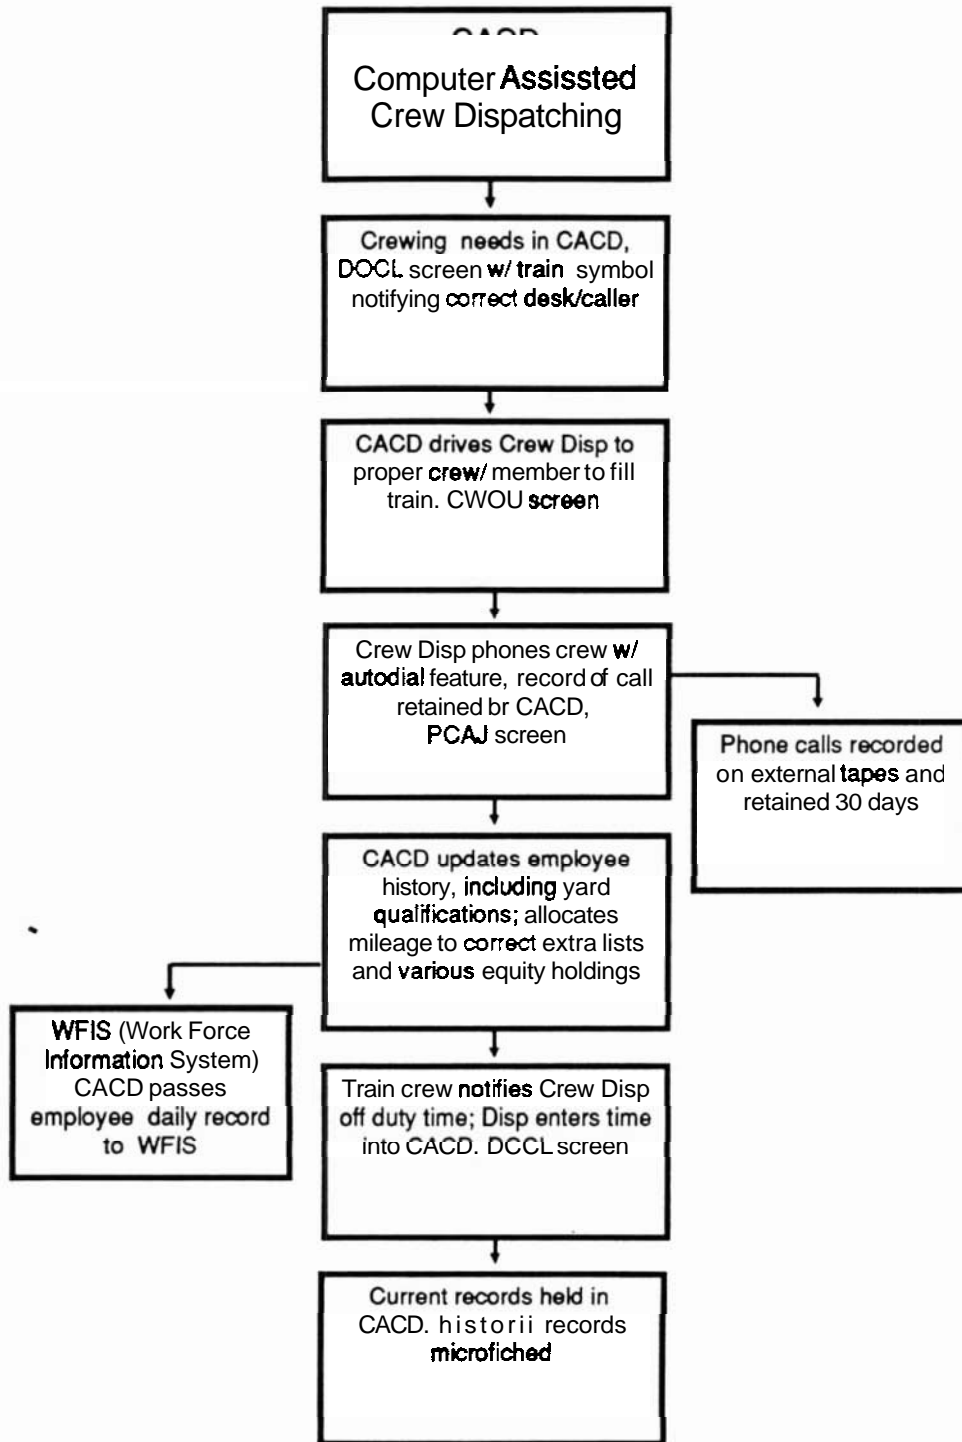 CACD
Computer Assissted
Crew Dispatching
Crewing needs in CACD,
DOCL screen w/ train symbol
notifying correct desk/caller
CACD drives Crew Disp to
proper crew/ member to fill
train. CWOU screen
Crew Disp phones crew w/
autodial feature, record of call
retained br CACD,
PCAJ screen
Phone calls recorded
on external tapes and
retained 30 days
CACD updates employee
history, including yard
qualifications; allocates
mileage to correct extra lists
and various equity holdings
WFIS (Work Force
Information System)
CACD passes
employee daily record
to WFIS
Train crew notifies Crew Disp
off duty time; Disp enters time
into CACD. DCCL screen
Current records held in
CACD. historii records
microfiched